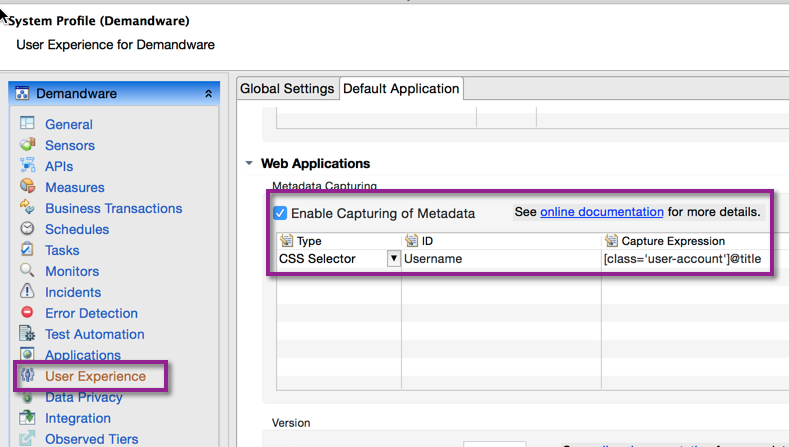 System Profile (Demandware)
User Experience for Demandware
Demandware
General
Sensors
APIs
Measures
Business Transactions
Schedules
Tasks
Monitors
Incidents
Error Detection
Test Automation
Applications
User Experience
Data Privacy
Integration
Observed Tiers
Global Settings
Default Application
Web Applications
Metadata Capturing
Enable Capturing of Metadata
See online documentation for more details.
Type ID Capture Expression
CSS Selector Username [class='user-account']@title
Version